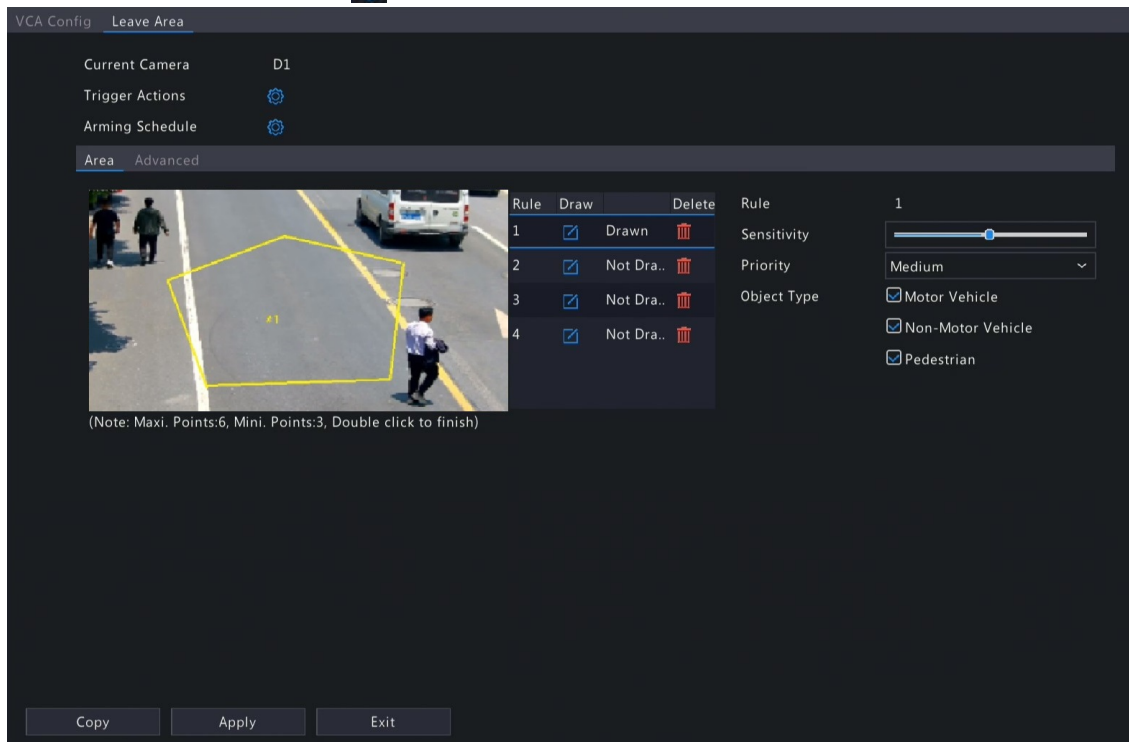 VCA Config Leave Area
Current Camera D1
Trigger Actions
Arming Schedule
Area Advanced
Rule Draw Delete
1 Drawn
2 Not Dra..
3 Not Dra..
4 Not Dra..
Rule 1
Sensitivity
Priority Medium
Object Type Motor Vehicle
Non-Motor Vehicle
Pedestrian
(Note: Maxi. Points:6, Mini. Points:3, Double click to finish)
Copy Apply Exit